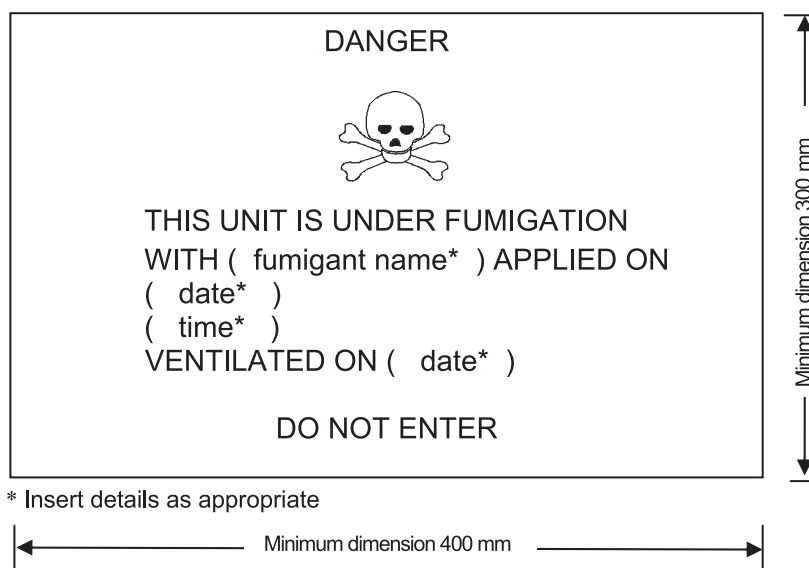 DANGER
THIS UNIT IS UNDER FUMIGATION
WITH ( fumigant name* ) APPLIED ON
( date* )
( time* )
VENTILATED ON ( date* )
DO NOT ENTER
* Insert details as appropriate
Minimum dimension 400 mm
Minimum dimension 300 mm